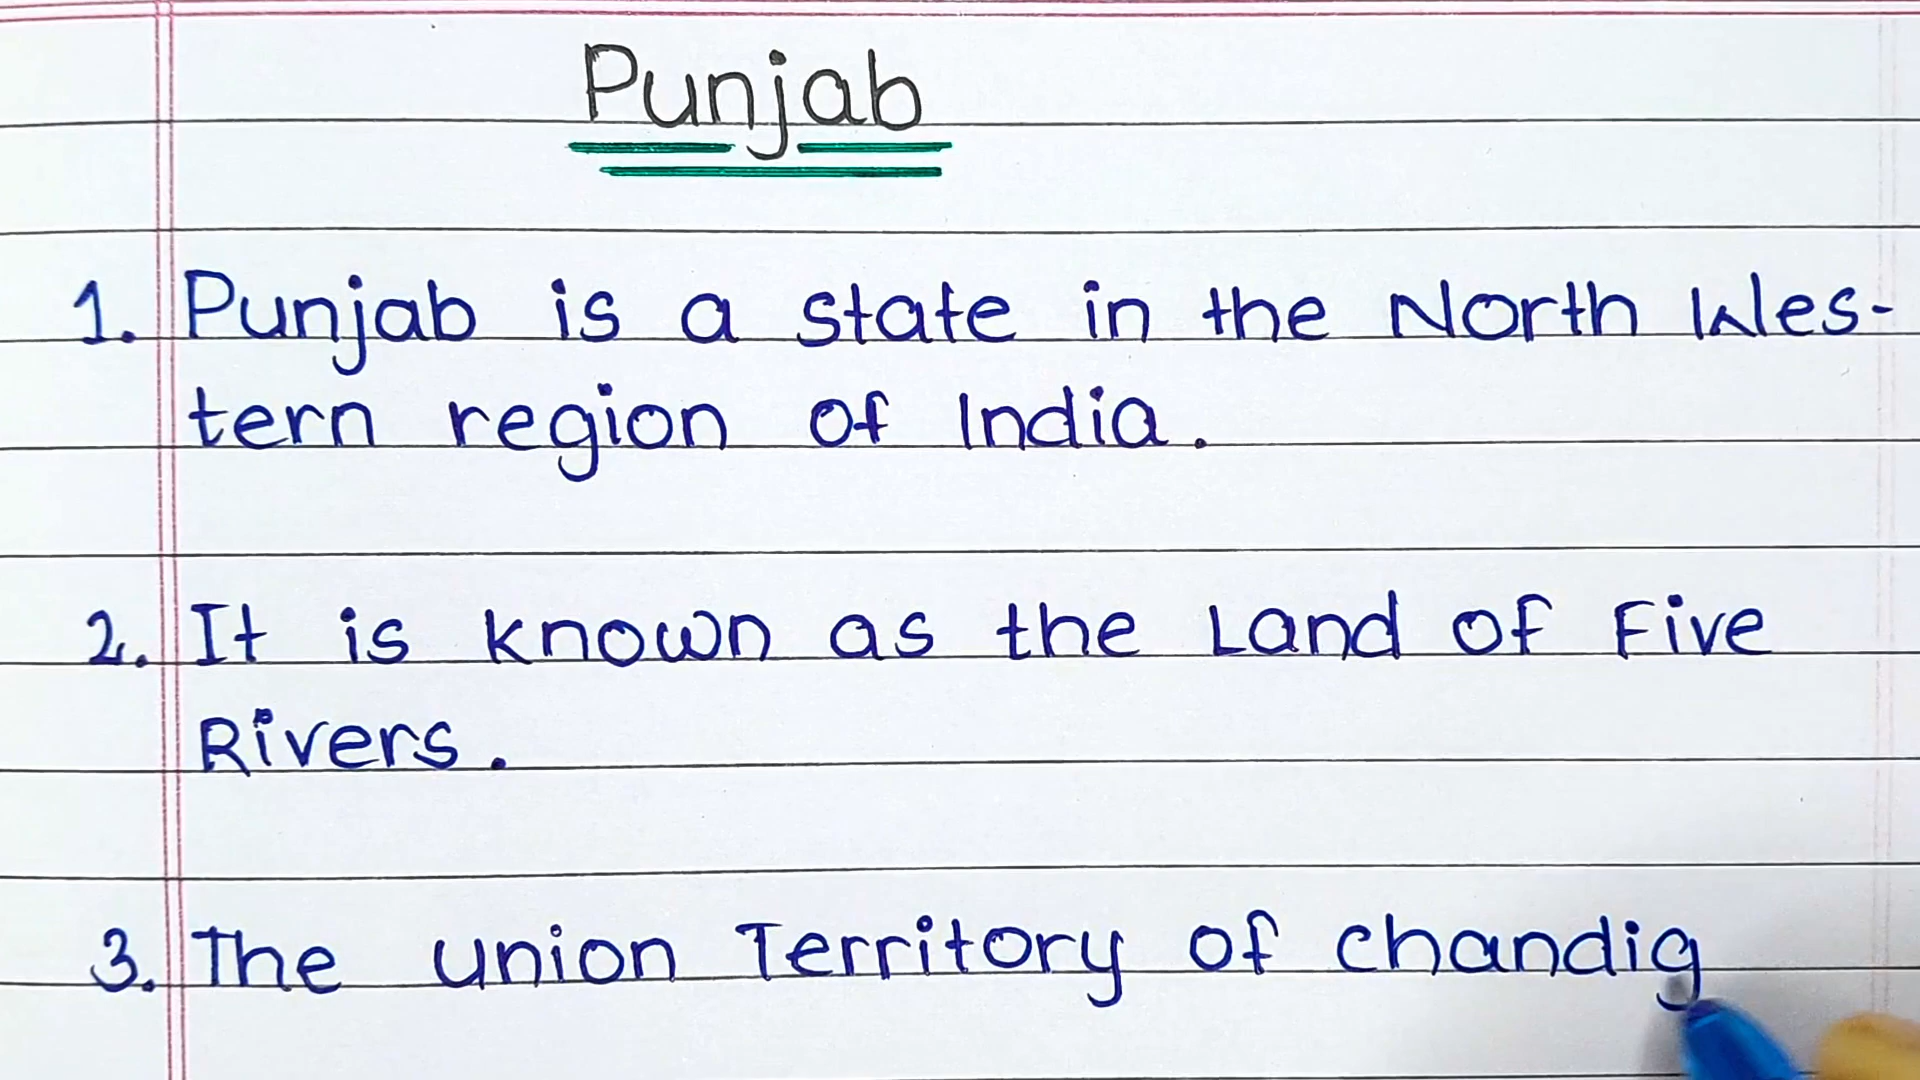 Punjab
1. Punjab is a state in the North Wes-
tern region of India.
2. It is known as the Land of Five
Rivers.
3. The Union Territory of chandig